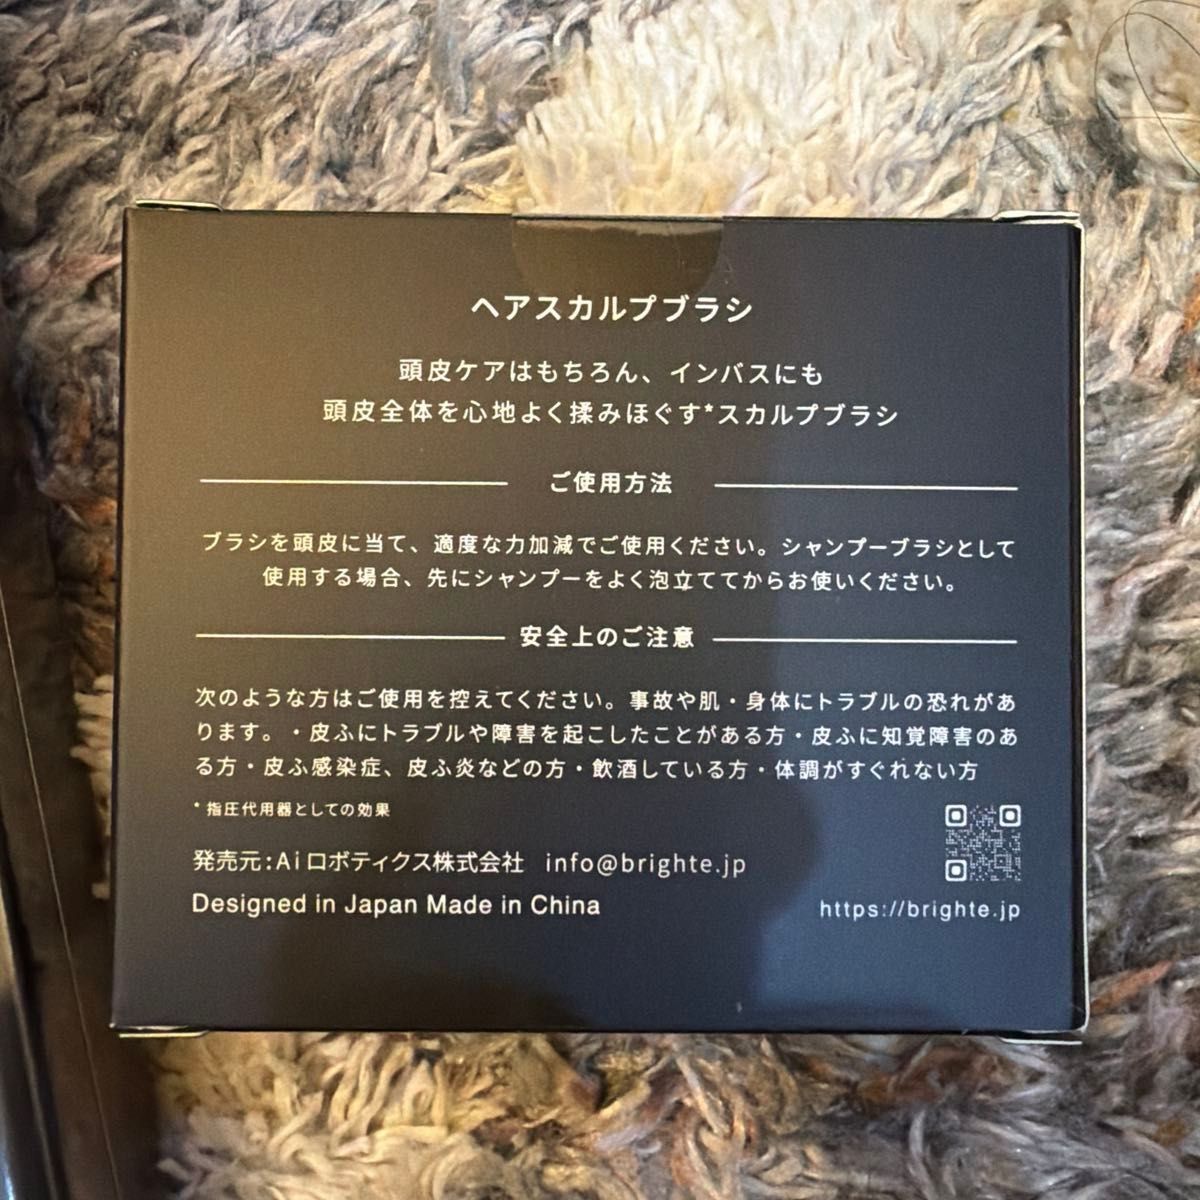 ヘアスカルプブラシ
頭皮ケアはもちろん、インバスにも
頭皮全体を心地よく揉みほぐす*スカルプブラシ
ご使用方法
ブラシを頭皮に当て、適度な力加減でご使用ください。シャンプーブラシとして
使用する場合、先にシャンプーをよく泡立ててからお使いください。
安全上のご注意
次のような方はご使用を控えてください。事故や肌・身体にトラブルの恐れがあ
ります。・皮ふにトラブルや障害を起こしたことがある方・皮ふに知覚障害のあ
る方・皮ふ感染症、皮ふ炎などの方・飲酒している方・体調がすぐれない方
*指圧代用器としての効果
発売元:Aiロボティクス株式会社 info@brighte.jp
Designed in Japan Made in China
https://brighte.jp